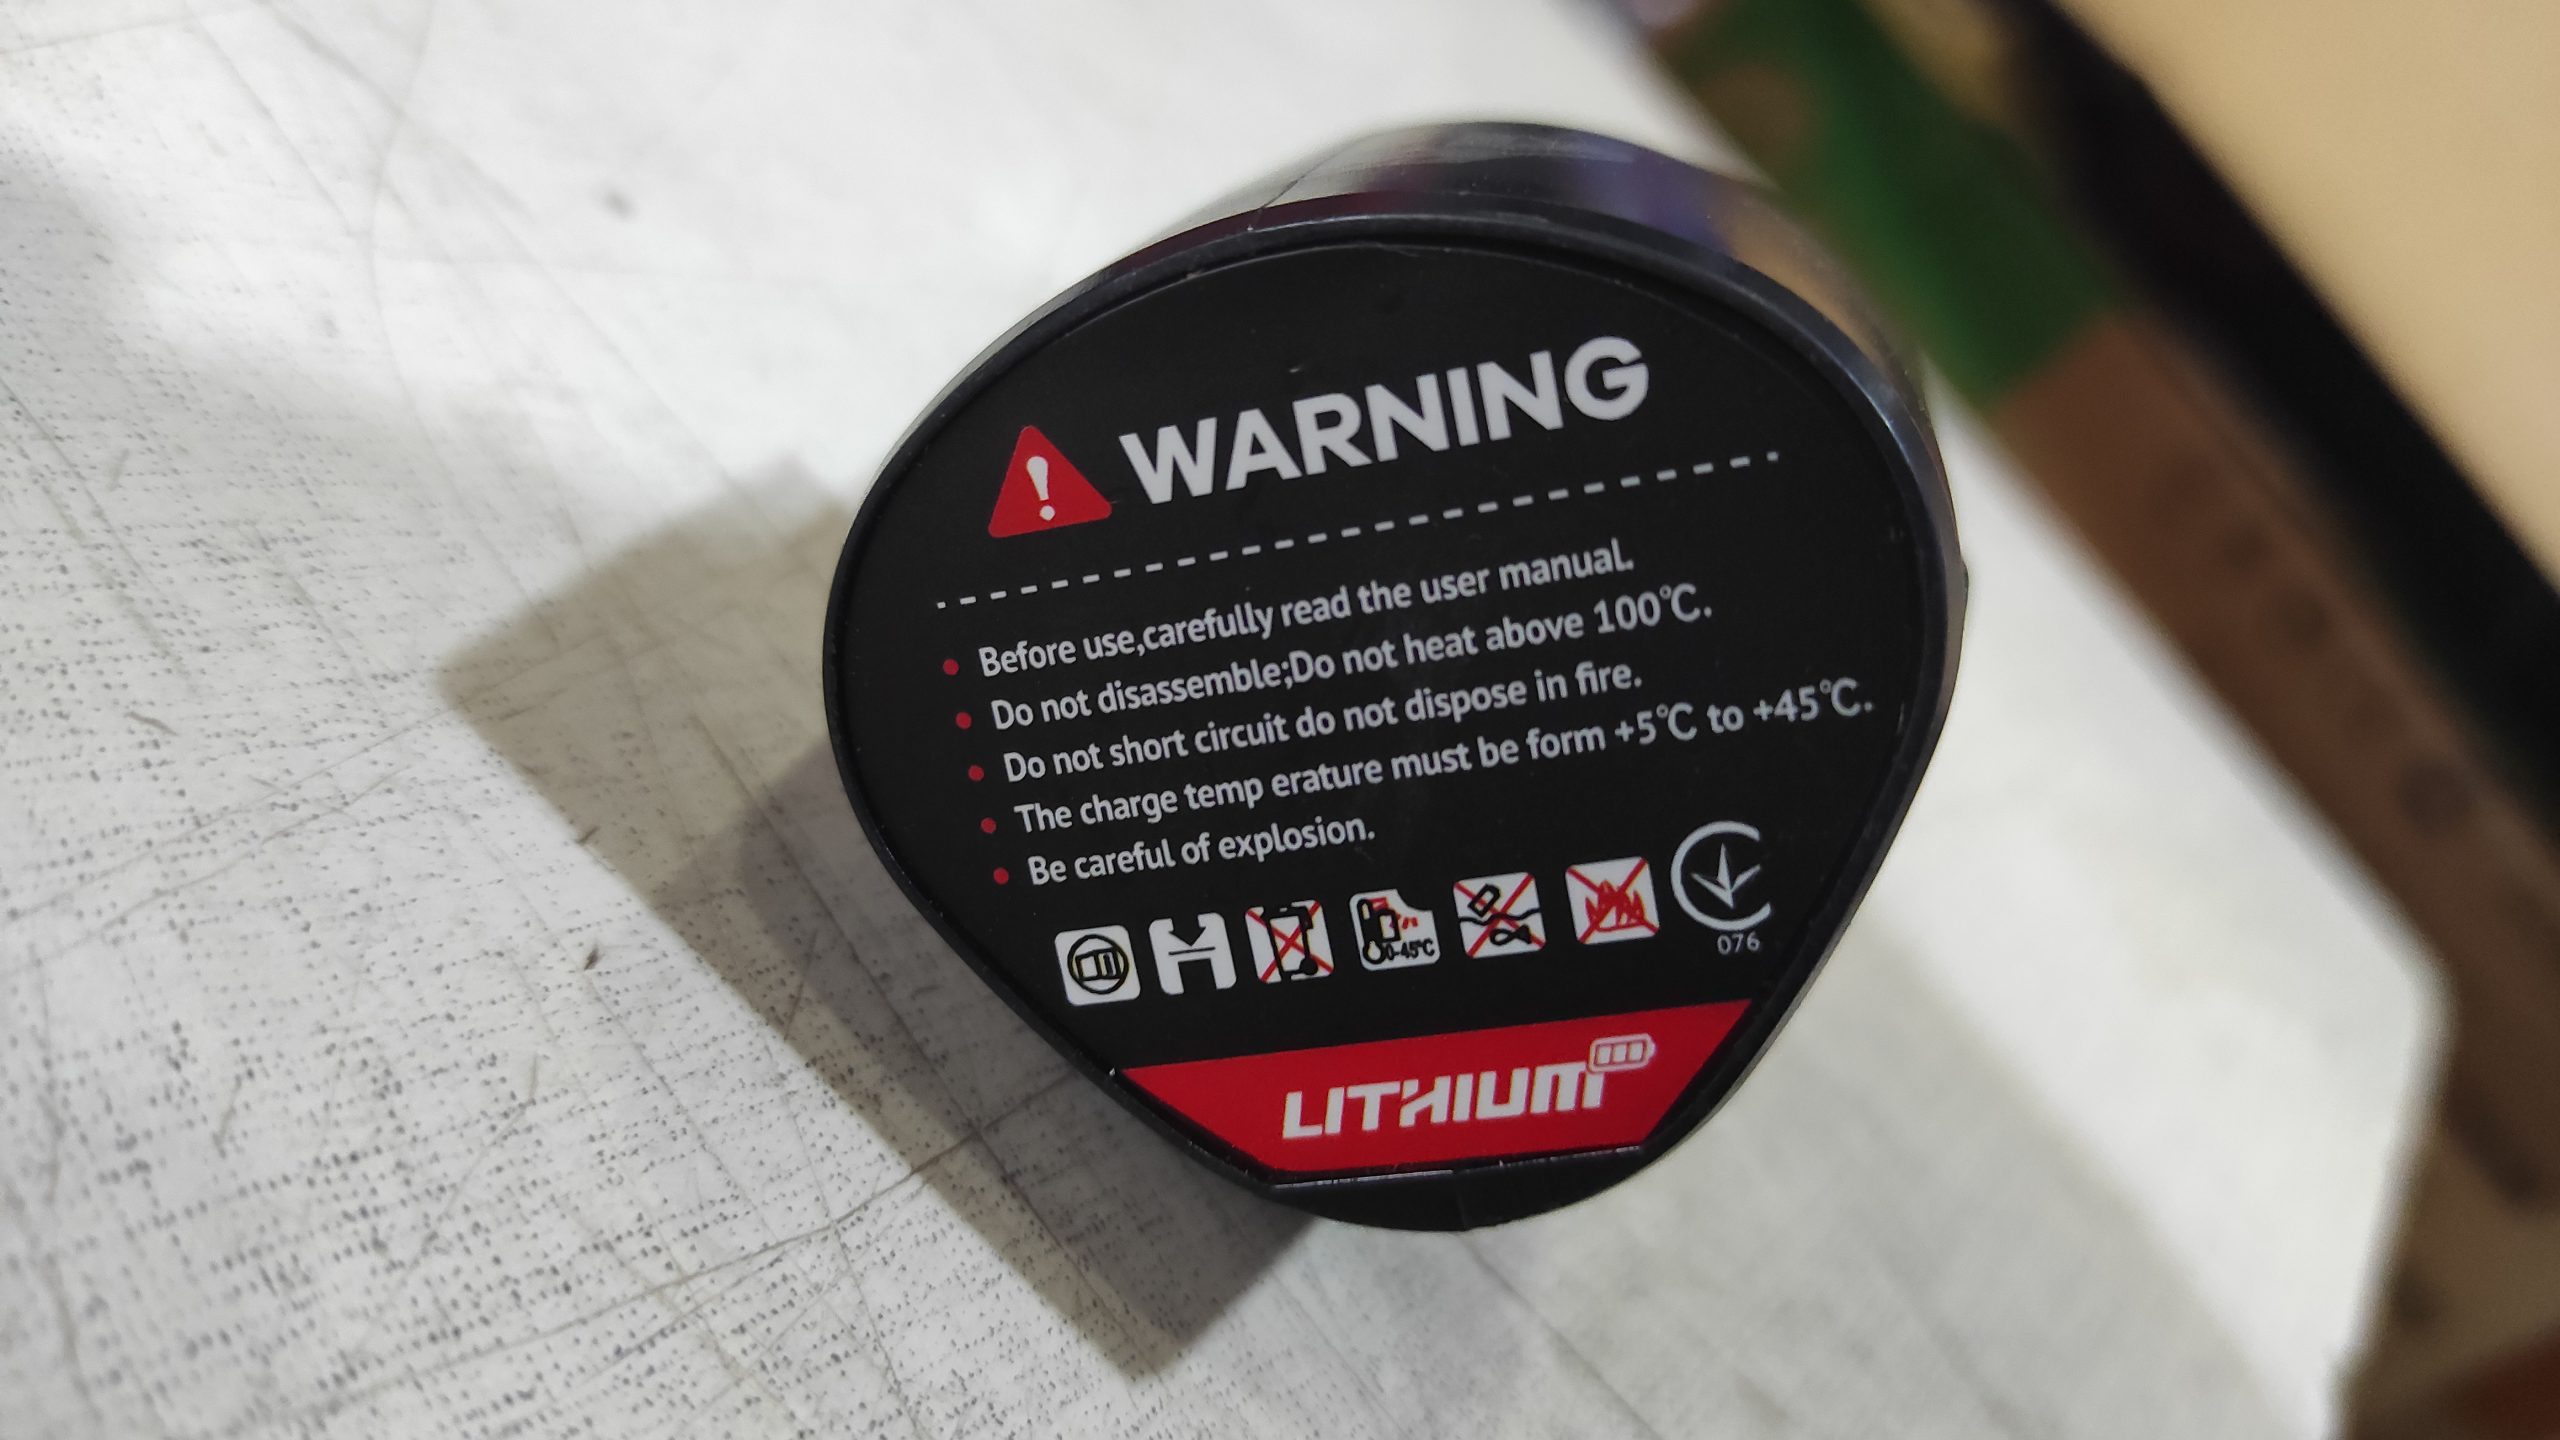 WARNING
Before use,carefully read the user manual.
Do not disassemble;Do not heat above 100℃.
Do not short circuit do not dispose in fire.
The charge temp erature must be form +5℃ to +45℃.
Be careful of explosion.
0-45℃
076
LITHIUM